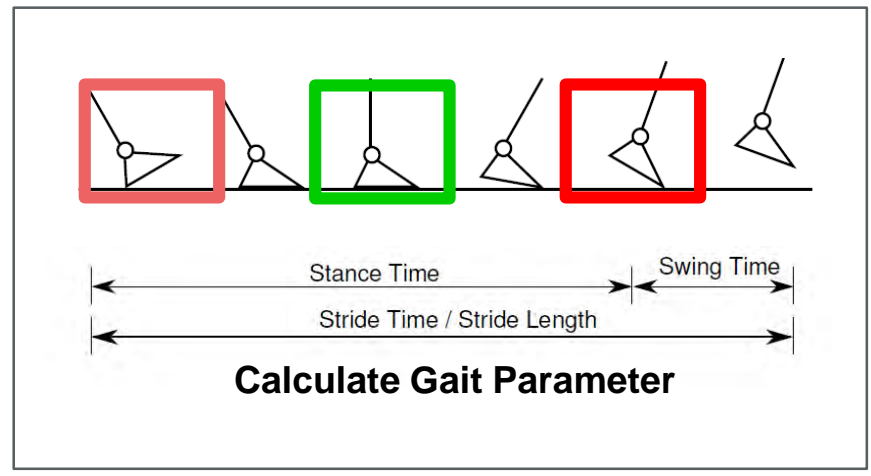 Stance Time
Swing Time
Stride Time / Stride Length
Calculate Gait Parameter